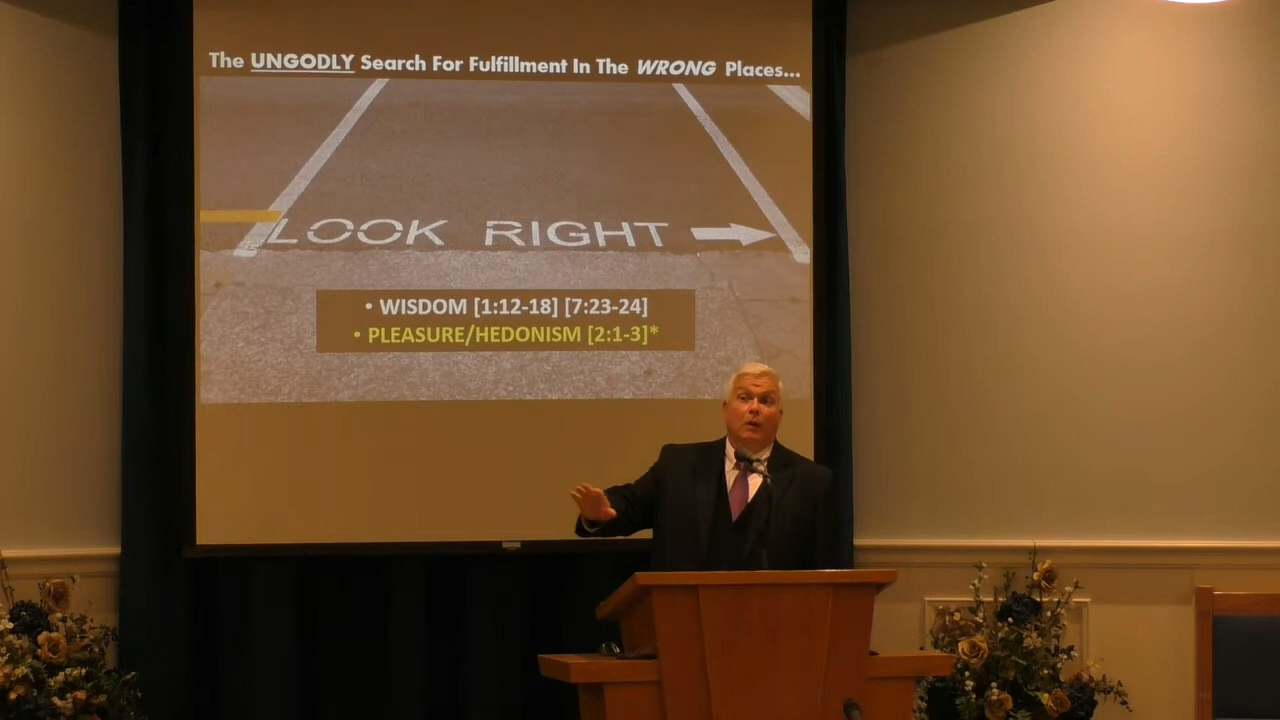 The UNGODLY Search For Fulfillment In The WRONG Places...
LOOK RIGHT
• WISDOM [1:12-18] [7:23-24]
• PLEASURE/HEDONISM [2:1-3]*